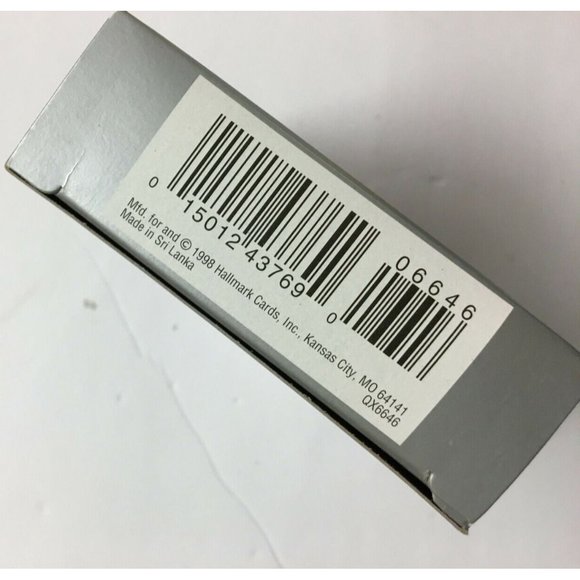 0 15012 43769 0
06646
Mfd. for and © 1998 Hallmark Cards, Inc., Kansas City, MO 64141
Made in Sri Lanka
QX6646